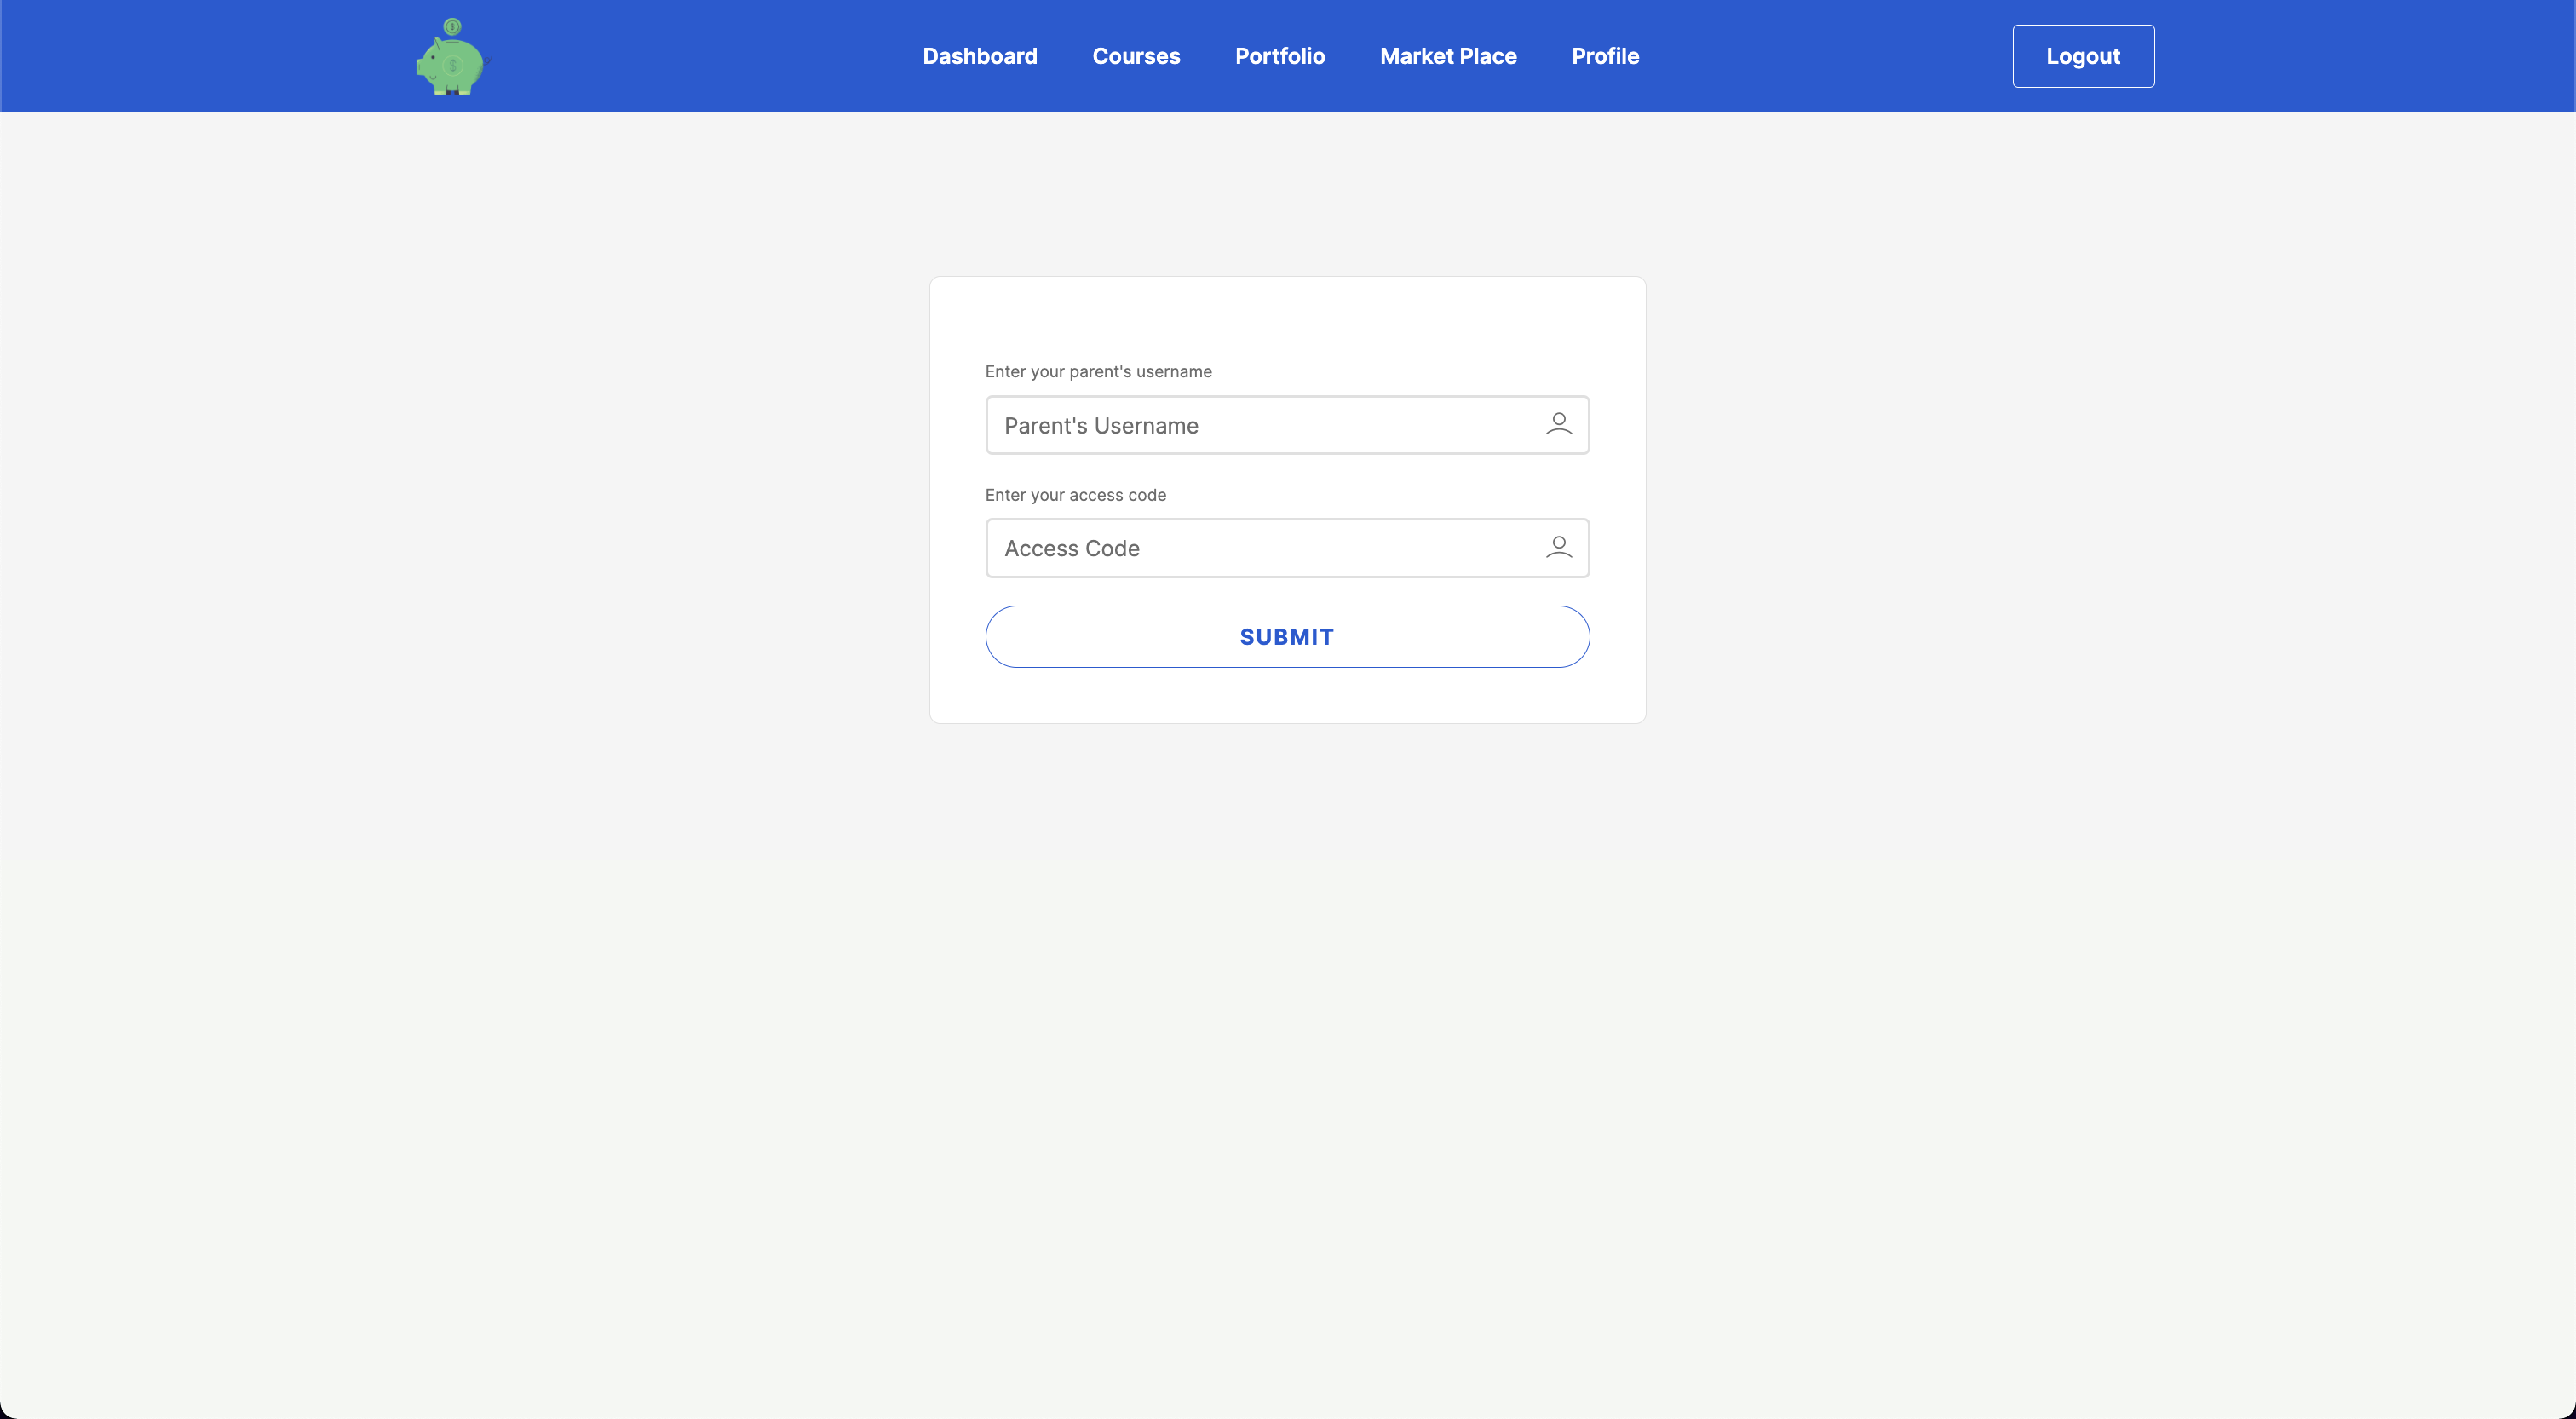 Dashboard Courses Portfolio Market Place Profile Logout
Enter your parent's username
Parent's Username
Enter your access code
Access Code
SUBMIT